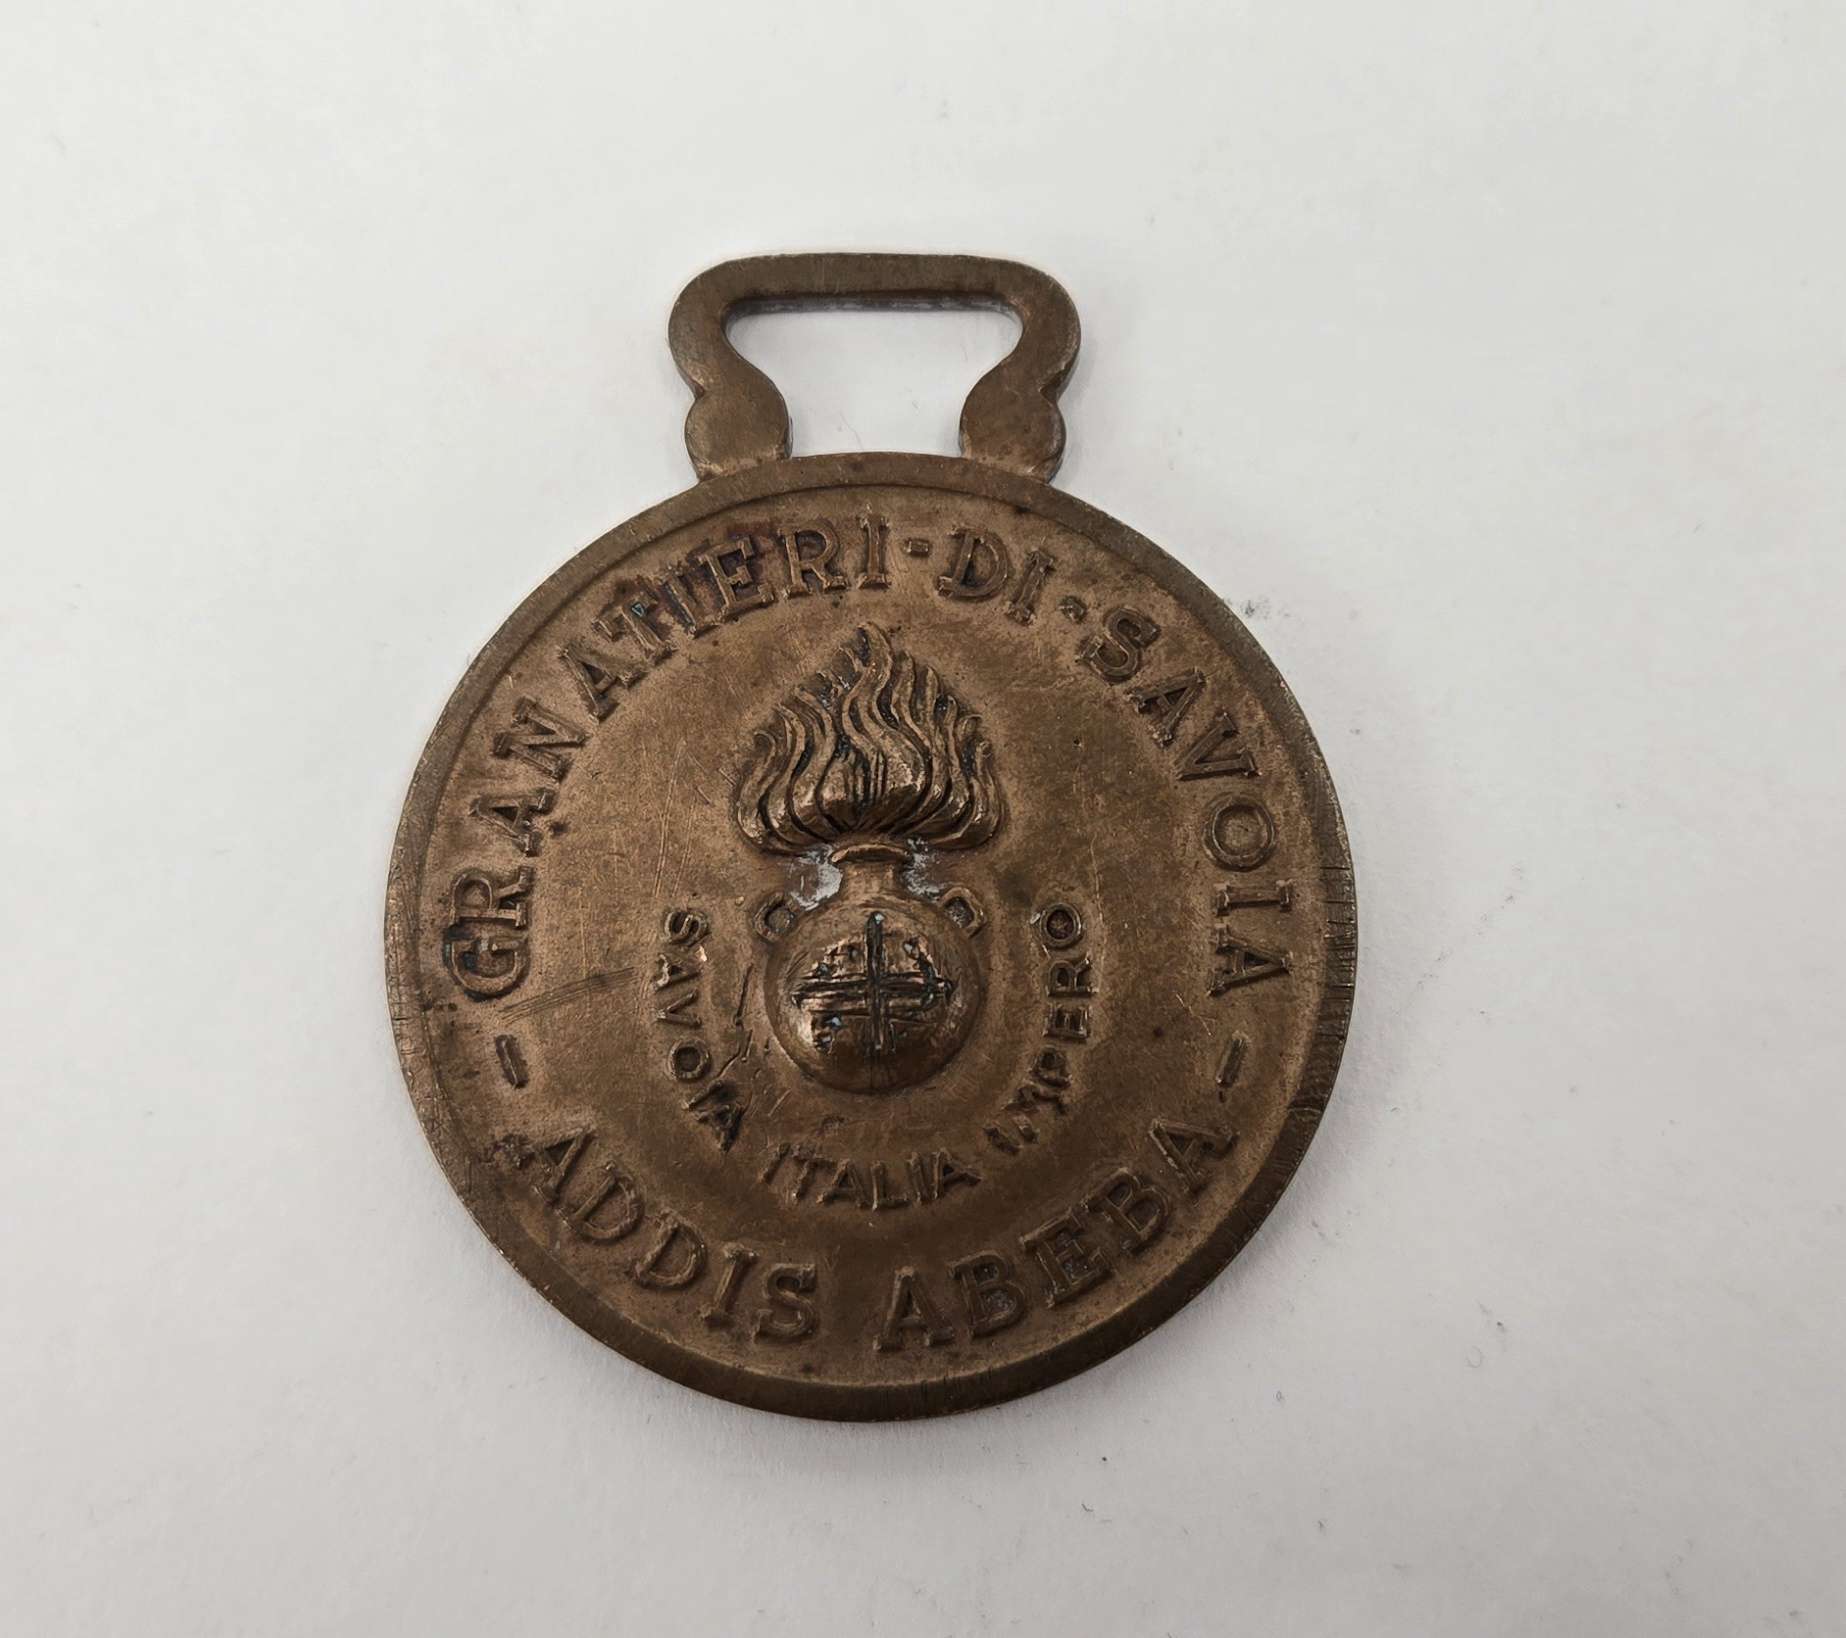 GRANATIERI·DI·SAVOIA
SAVOIA ITALIA IMPERO
- ADDIS ABEBA -